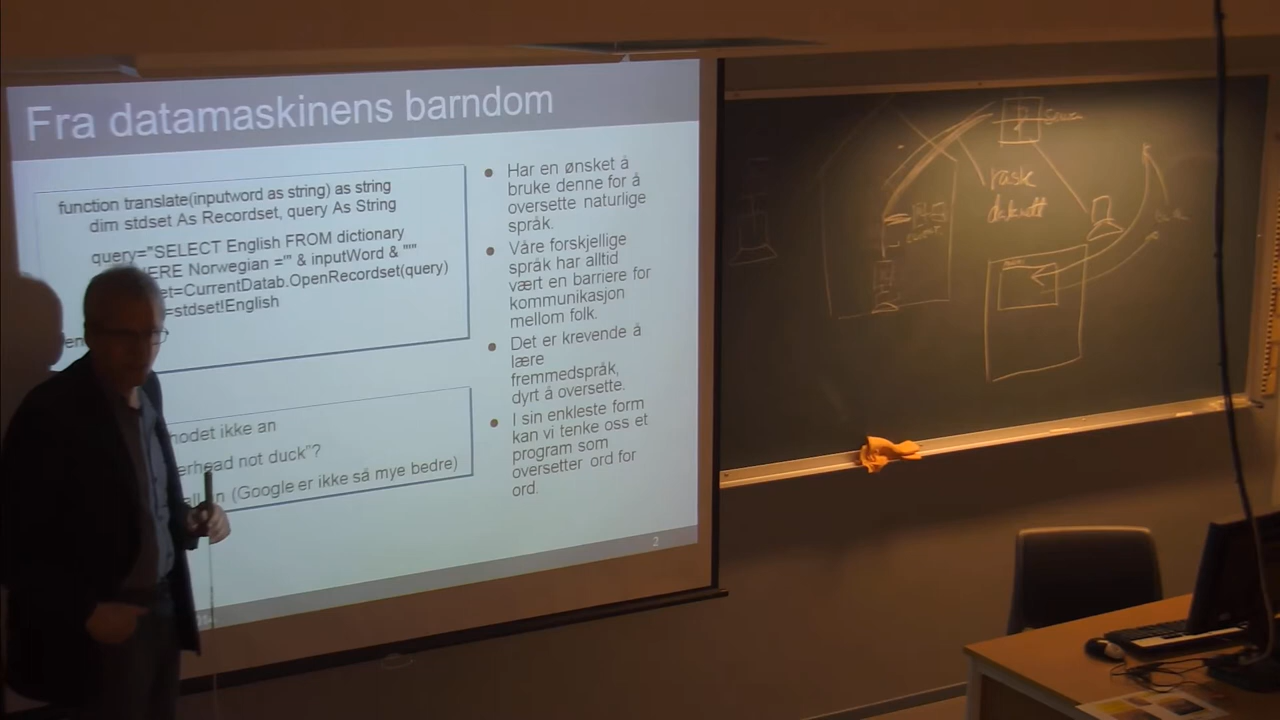 Fra datamaskinens barndom
function translate(inputword as string) as string
dim stdset As Recordset, query As String
query="SELECT English FROM dictionary
ERE Norwegian ='" & inputWord & "'"
et=CurrentDatab.OpenRecordset(query)
=stdset!English
en
hodet ikke an
erhead not duck"?
(Google er ikke så mye bedre)
Har en ønsket å
bruke denne for å
oversette naturlige
språk.
Våre forskjellige
språk har alltid
vært en barriere for
kommunikasjon
mellom folk.
Det er krevende å
lære
fremmedspråk,
dyrt å oversette.
I sin enkleste form
kan vi tenke oss et
program som
oversetter ord for
ord.
2
rask